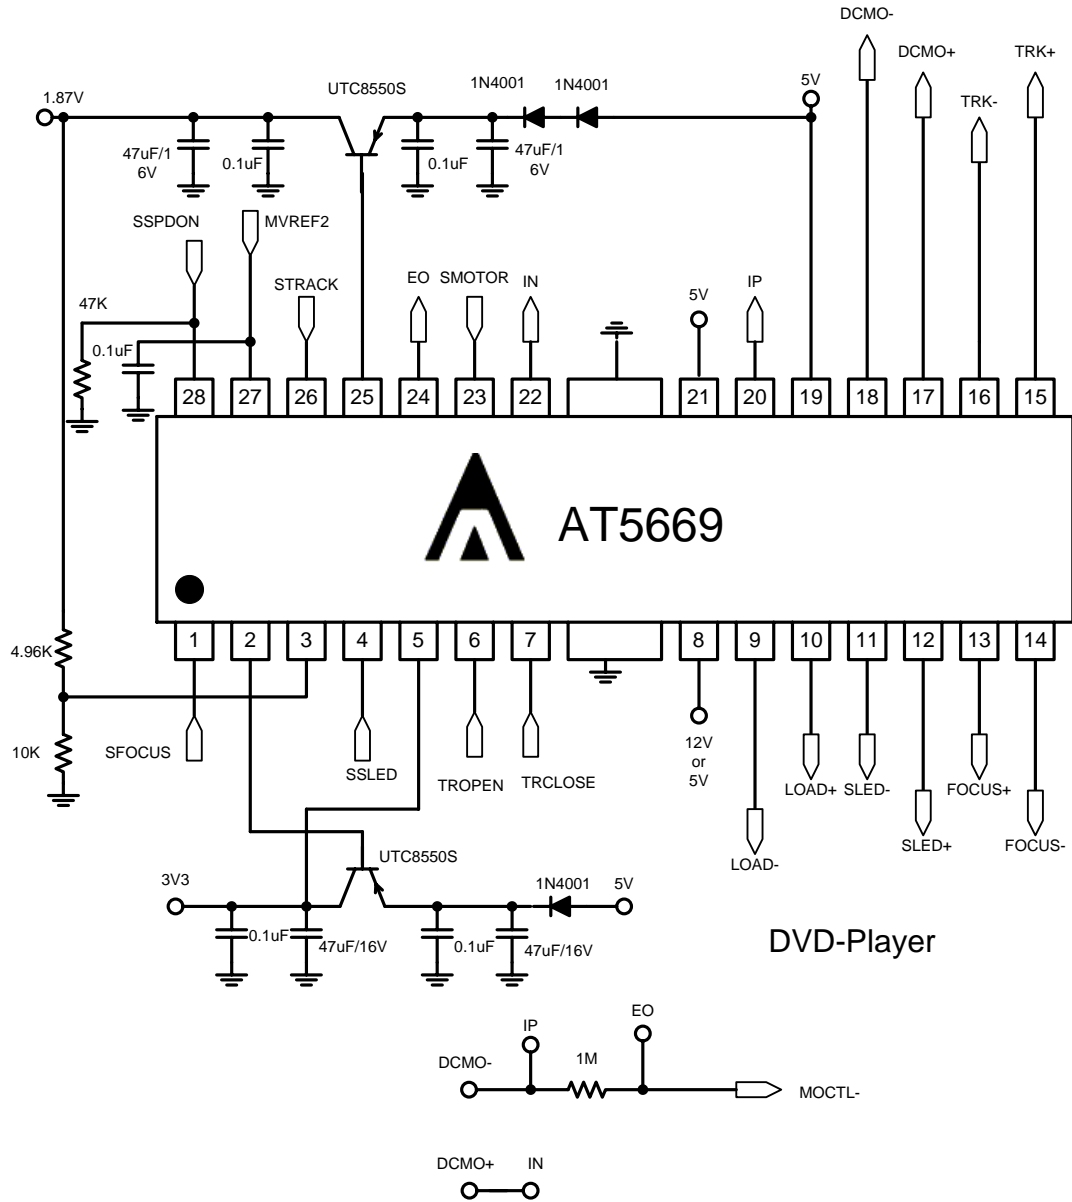 DCMO-
DCMO+
TRK+
TRK-
5V
1N4001
1N4001
UTC8550S
1.87V
47uF/1
6V
0.1uF
0.1uF
47uF/1
6V
SSPDON
MVREF2
STRACK
EO
SMOTOR
IN
5V
IP
47K
0.1uF
28
27
26
25
24
23
22
21
20
19
18
17
16
15
AT5669
1
2
3
4
5
6
7
8
9
10
11
12
13
14
4.96K
10K
SFOCUS
SSLED
TROPEN
TRCLOSE
12V
or
5V
LOAD+
SLED-
FOCUS+
LOAD-
SLED+
FOCUS-
UTC8550S
3V3
1N4001
5V
0.1uF
47uF/16V
0.1uF
47uF/16V
DVD-Player
IP
EO
DCMO-
1M
MOCTL-
DCMO+
IN